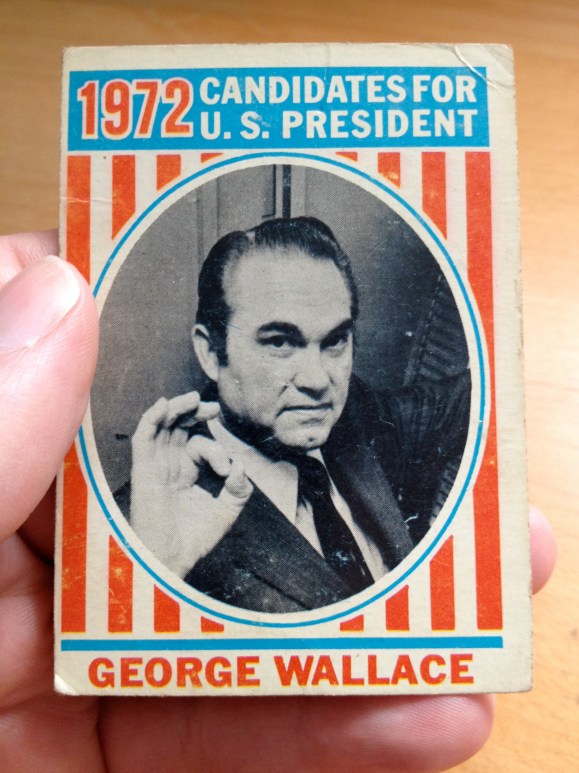 1972 CANDIDATES FOR
U. S. PRESIDENT
GEORGE WALLACE